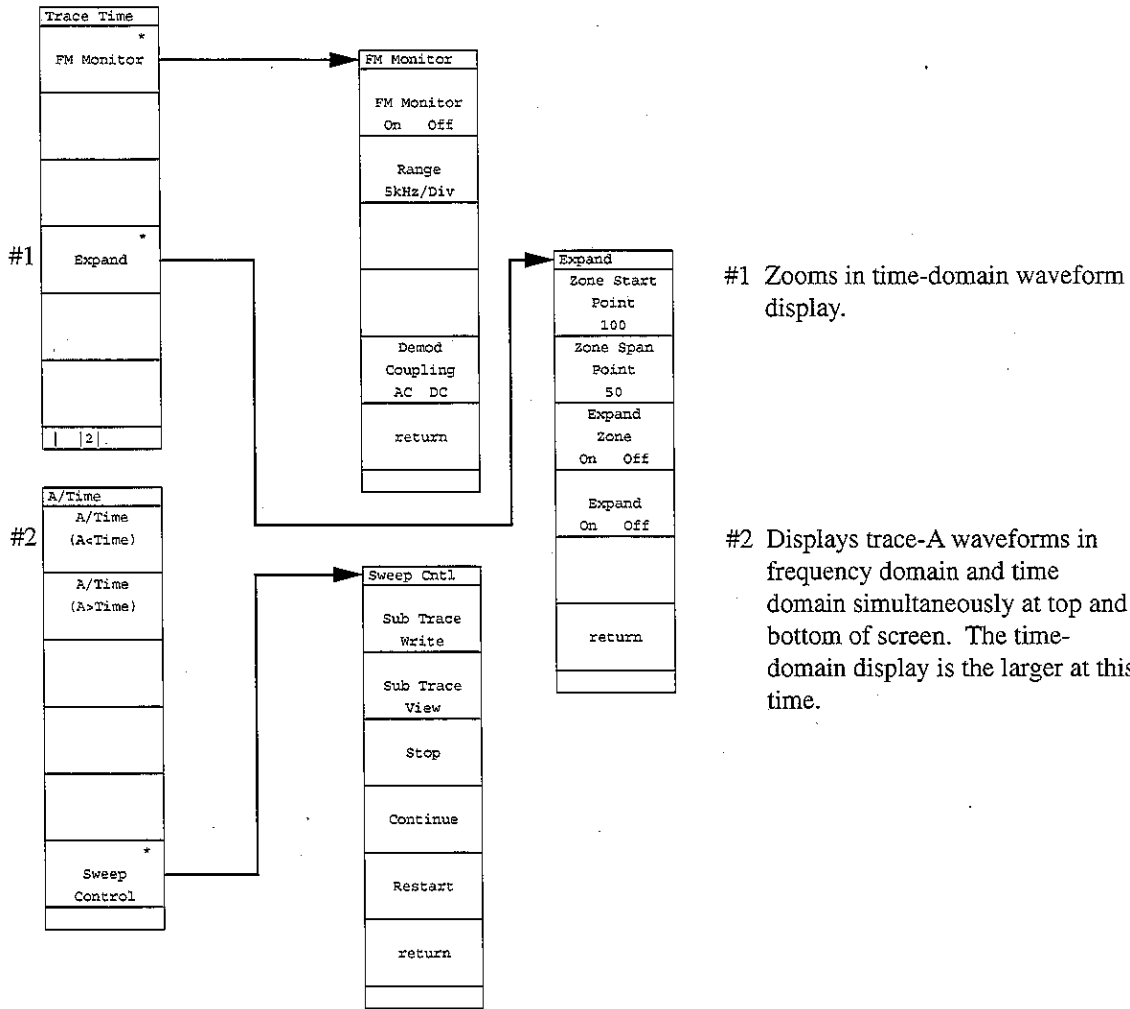 Trace Time
*
FM Monitor
#1
*
Expand
| |2|.
FM Monitor
FM Monitor
On Off
Range
5kHz/Div
Demod
Coupling
AC DC
return
Expand
Zone Start
Point
100
Zone Span
Point
50
Expand
Zone
On Off
Expand
On Off
return
#1 Zooms in time-domain waveform
display.
A/Time
#2
A/Time
(A<Time)
A/Time
(A>Time)
*
Sweep
Control
Sweep Cntl
Sub Trace
Write
Sub Trace
View
Stop
Continue
Restart
return
#2 Displays trace-A waveforms in
frequency domain and time
domain simultaneously at top and
bottom of screen. The time-
domain display is the larger at this
time.